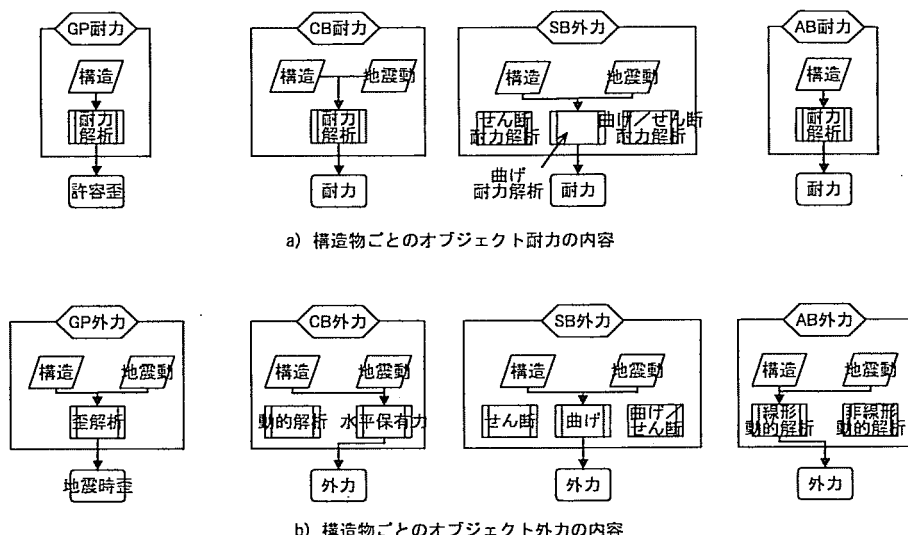 GP耐力
構造
耐力
解析
許容歪
CB耐力
構造
地震動
耐力
解析
耐力
SB外力
構造
地震動
せん断
耐力解析
曲げ／せん断
耐力解析
曲げ
耐力解析
耐力
AB耐力
構造
耐力
解析
耐力
a) 構造物ごとのオブジェクト耐力の内容
GP外力
構造
地震動
歪解析
地震時歪
CB外力
構造
地震動
動的解析
水平保有力
外力
SB外力
構造
地震動
せん断
曲げ
曲げ／
せん断
外力
AB外力
構造
地震動
線形
動的解析
非線形
動的解析
外力
b) 構造物ごとのオブジェクト外力の内容